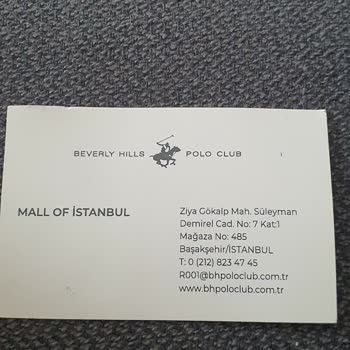 BEVERLY HILLS POLO CLUB
MALL OF İSTANBUL
Ziya Gökalp Mah. Süleyman
Demirel Cad. No: 7 Kat:1
Mağaza No: 485
Başakşehir/İSTANBUL
T: 0 (212) 823 47 45
R001@bhpoloclub.com.tr
www.bhpoloclub.com.tr